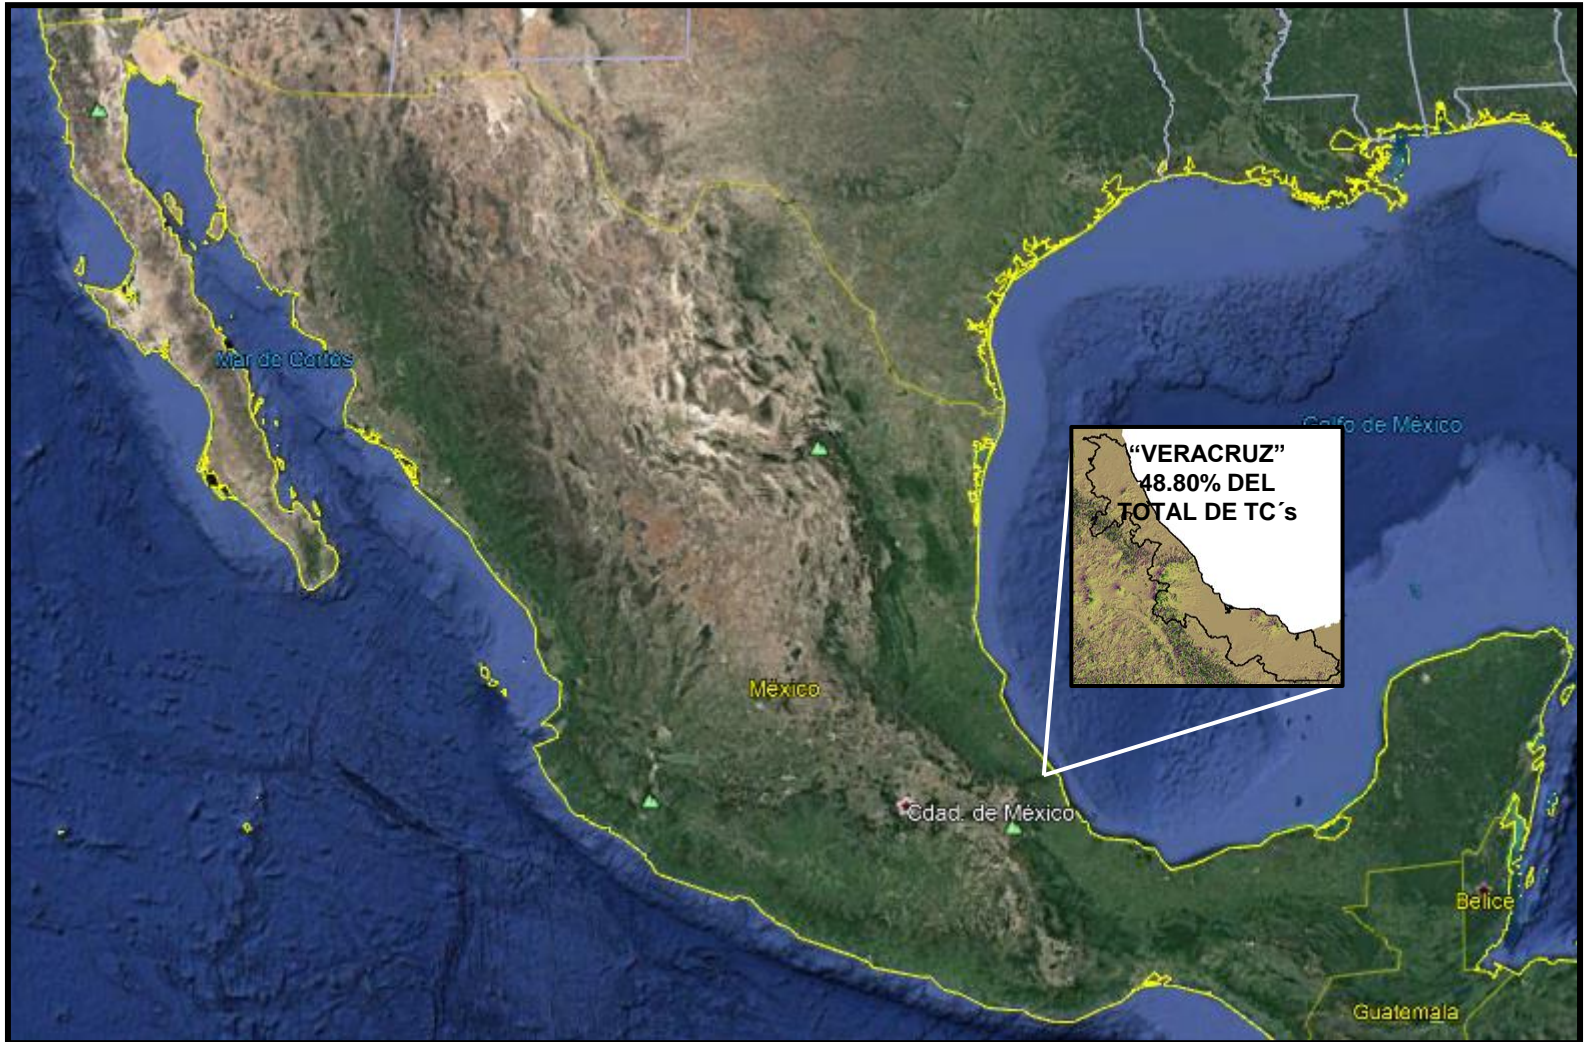 Mar de Cortés
Golfo de México
“VERACRUZ”
48.80% DEL
TOTAL DE TC´s
México
Cdad. de México
Belice
Guatemala